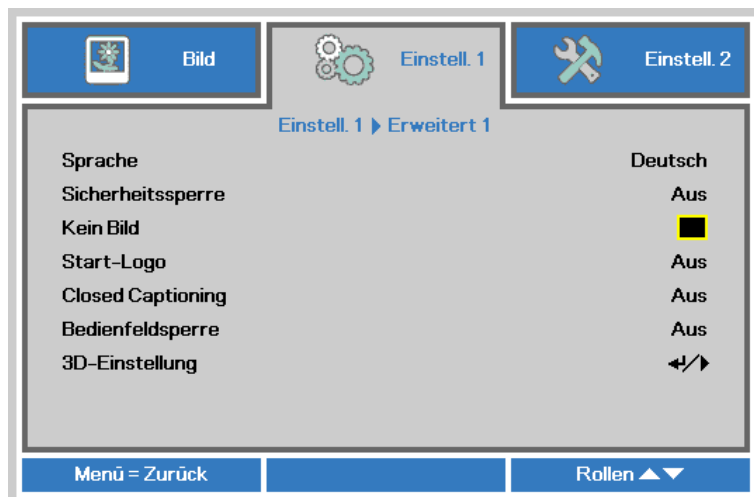 Bild
Einstell. 1
Einstell. 2
Einstell. 1 ▶ Erweitert 1
Sprache Deutsch
Sicherheitssperre Aus
Kein Bild
Start-Logo Aus
Closed Captioning Aus
Bedienfeldsperre Aus
3D-Einstellung ↵/▶
Menü = Zurück
Rollen ▲▼